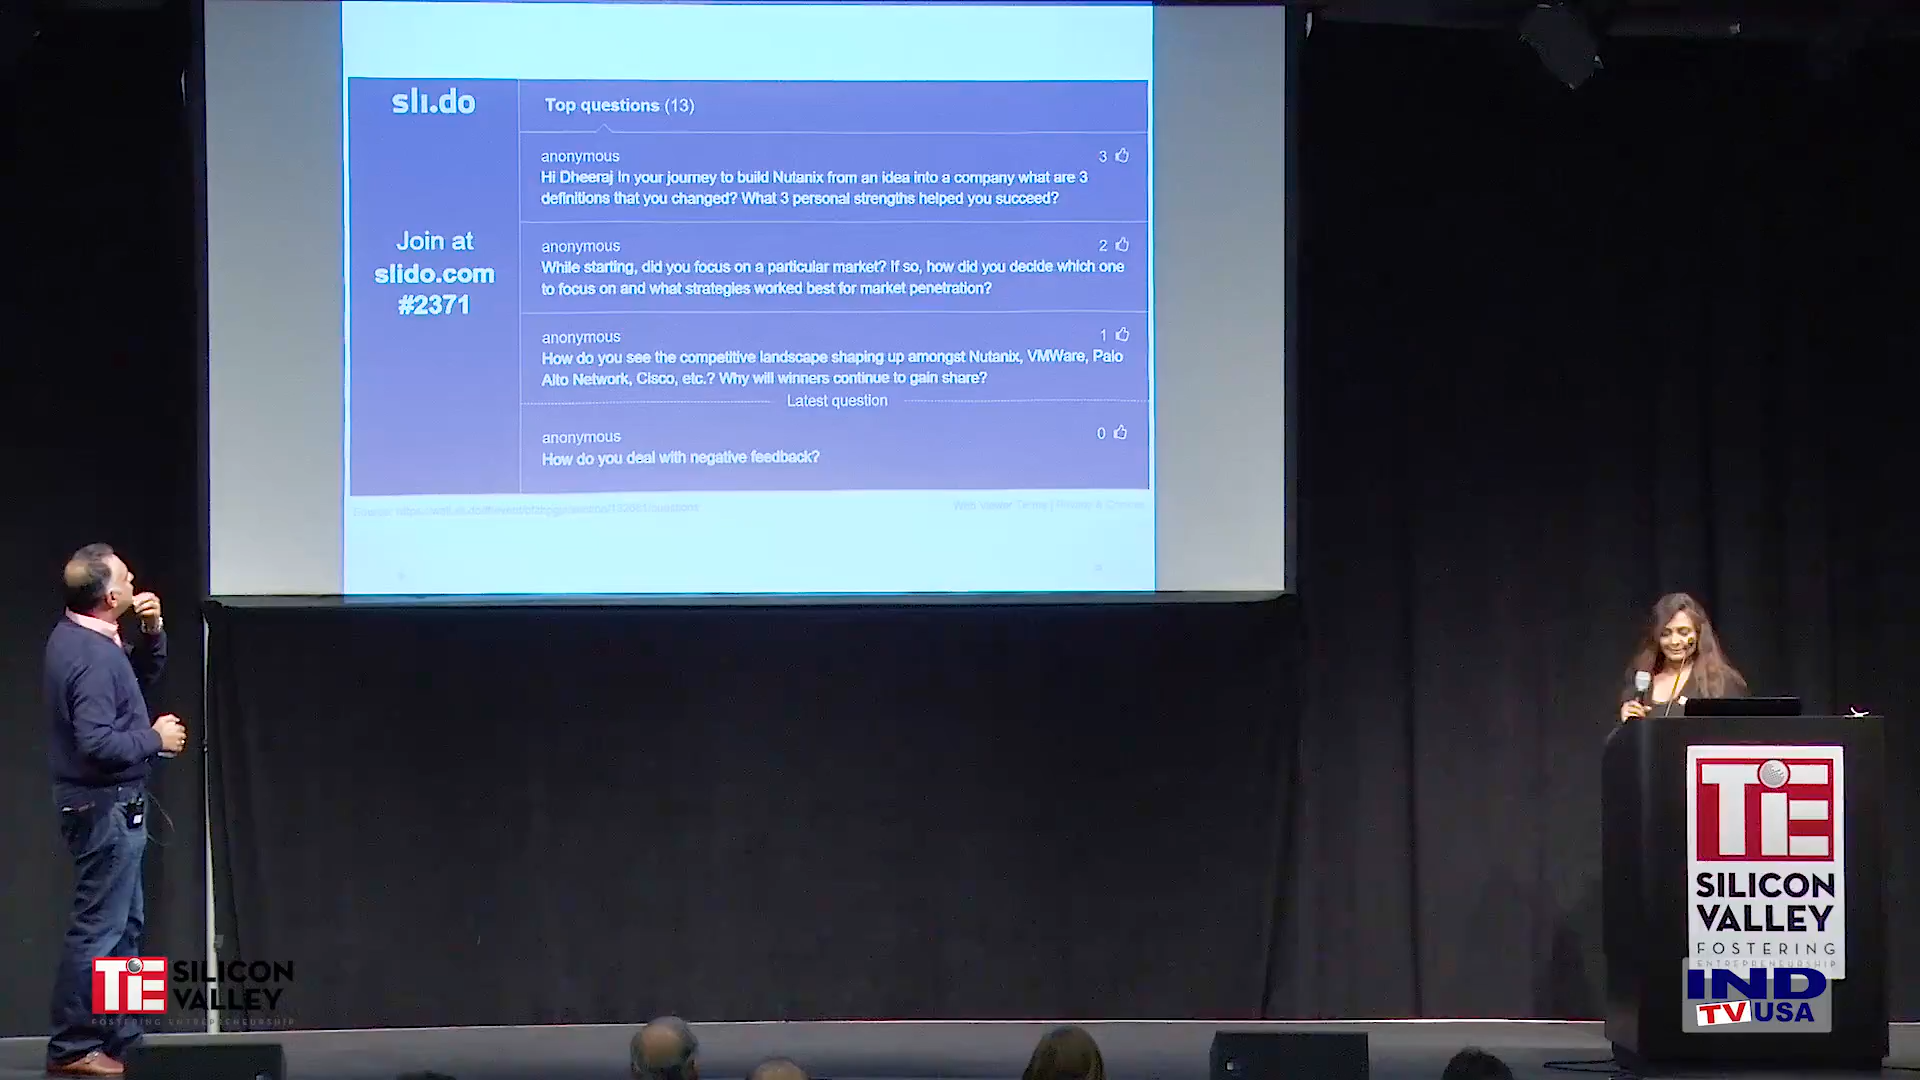 sli.do
Join at
slido.com
#2371
Top questions (13)
anonymous
3
Hi Dheeraj In your journey to build Nutanix from an idea into a company what are 3
definitions that you changed? What 3 personal strengths helped you succeed?
anonymous
2
While starting, did you focus on a particular market? If so, how did you decide which one
to focus on and what strategies worked best for market penetration?
anonymous
1
How do you see the competitive landscape shaping up amongst Nutanix, VMWare, Palo
Alto Network, Cisco, etc.? Why will winners continue to gain share?
Latest question
anonymous
0
How do you deal with negative feedback?
TiE
SILICON
VALLEY
FOSTERING
ENTREPRENEURSHIP
IND
TV USA
TiE
SILICON
VALLEY
FOSTERING ENTREPRENEURSHIP